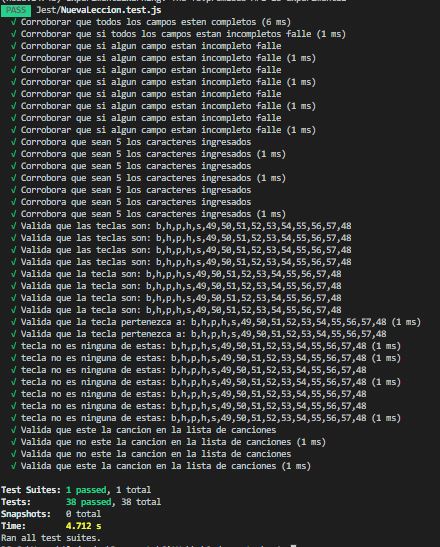 PASS Jest/NuevaLeccion.test.js
√ Corroborar que todos los campos esten completos (6 ms)
√ Corroborar que si todos los campos estan incompletos falle (1 ms)
√ Corroborar que si algun campo estan incompleto falle
√ Corroborar que si algun campo estan incompleto falle (1 ms)
√ Corroborar que si algun campo estan incompleto falle
√ Corroborar que si algun campo estan incompleto falle
√ Corroborar que si algun campo estan incompleto falle (1 ms)
√ Corroborar que si algun campo estan incompleto falle
√ Corroborar que si algun campo estan incompleto falle
√ Corroborar que si algun campo estan incompleto falle (1 ms)
√ Corrobora que sean 5 los caracteres ingresados
√ Corrobora que sean 5 los caracteres ingresados (1 ms)
√ Corrobora que sean 5 los caracteres ingresados
√ Corrobora que sean 5 los caracteres ingresados (1 ms)
√ Corrobora que sean 5 los caracteres ingresados
√ Corrobora que sean 5 los caracteres ingresados
√ Corrobora que sean 5 los caracteres ingresados (1 ms)
√ Valida que las teclas son: b,h,p,h,s,49,50,51,52,53,54,55,56,57,48
√ Valida que las teclas son: b,h,p,h,s,49,50,51,52,53,54,55,56,57,48
√ Valida que las teclas son: b,h,p,h,s,49,50,51,52,53,54,55,56,57,48
√ Valida que las teclas son: b,h,p,h,s,49,50,51,52,53,54,55,56,57,48
√ Valida que la tecla son: b,h,p,h,s,49,50,51,52,53,54,55,56,57,48
√ Valida que la tecla son: b,h,p,h,s,49,50,51,52,53,54,55,56,57,48
√ Valida que la tecla son: b,h,p,h,s,49,50,51,52,53,54,55,56,57,48
√ Valida que la tecla son: b,h,p,h,s,49,50,51,52,53,54,55,56,57,48
√ Valida que la tecla pertenezca a: b,h,p,h,s,49,50,51,52,53,54,55,56,57,48 (1 ms)
√ Valida que la tecla pertenezca a: b,h,p,h,s,49,50,51,52,53,54,55,56,57,48
√ tecla no es ninguna de estas: b,h,p,h,s,49,50,51,52,53,54,55,56,57,48 (1 ms)
√ tecla no es ninguna de estas: b,h,p,h,s,49,50,51,52,53,54,55,56,57,48 (1 ms)
√ tecla no es ninguna de estas: b,h,p,h,s,49,50,51,52,53,54,55,56,57,48
√ tecla no es ninguna de estas: b,h,p,h,s,49,50,51,52,53,54,55,56,57,48 (1 ms)
√ tecla no es ninguna de estas: b,h,p,h,s,49,50,51,52,53,54,55,56,57,48
√ tecla no es ninguna de estas: b,h,p,h,s,49,50,51,52,53,54,55,56,57,48
√ tecla no es ninguna de estas: b,h,p,h,s,49,50,51,52,53,54,55,56,57,48 (1 ms)
√ Valida que este la cancion en la lista de canciones
√ Valida que no este la cancion en la lista de canciones (1 ms)
√ Valida que no este la cancion en la lista de canciones
√ Valida que este la cancion en la lista de canciones (1 ms)
Test Suites: 1 passed, 1 total
Tests: 38 passed, 38 total
Snapshots: 0 total
Time: 4.712 s
Ran all test suites.